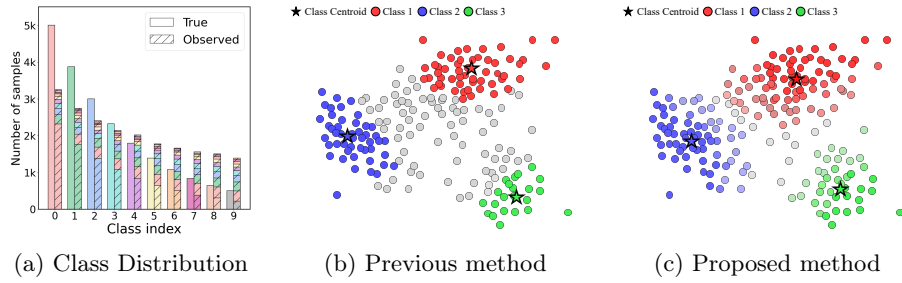 True
Observed
5k
4k
3k
2k
1k
0
Number of samples
0 1 2 3 4 5 6 7 8 9
Class index
(a) Class Distribution
Class Centroid Class 1 Class 2 Class 3
(b) Previous method
Class Centroid Class 1 Class 2 Class 3
(c) Proposed method